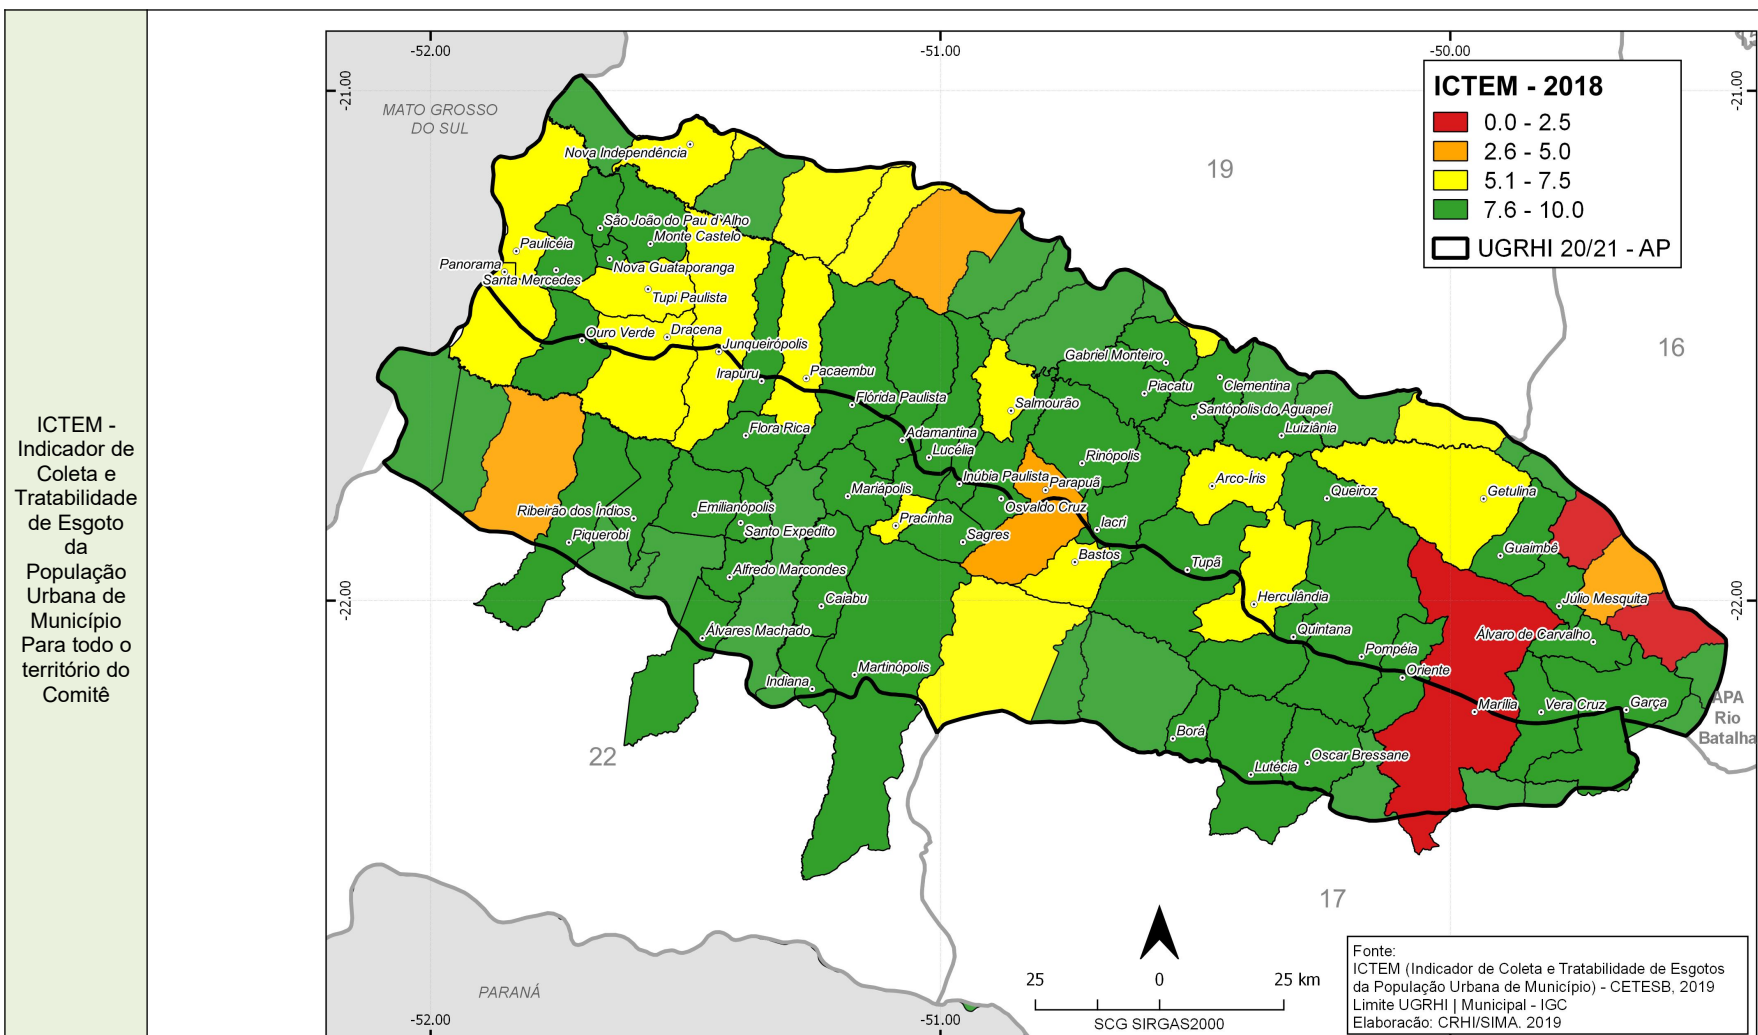 ICTEM -
Indicador de
Coleta e
Tratabilidade
de Esgoto
da
População
Urbana de
Município
Para todo o
território do
Comitê
-52.00
-51.00
-50.00
-21.00
-21.00
MATO GROSSO
DO SUL
ICTEM - 2018
0.0 - 2.5
2.6 - 5.0
5.1 - 7.5
7.6 - 10.0
UGRHI 20/21 - AP
19
16
Nova Independência
São João do Pau d'Alho
Monte Castelo
Paulicéia
Panorama
Nova Guataporanga
Santa Mercedes
Tupi Paulista
Ouro Verde
Dracena
Junqueirópolis
Irapuru
Pacaembu
Flórida Paulista
Flora Rica
Adamantina
Lucélia
Gabriel Monteiro
Piacatu
Clementina
Salmourão
Santópolis do Aguapeí
Luiziânia
Rinópolis
Inúbia Paulista
Parapuã
Arco-Íris
Queiroz
Getulina
Mariápolis
Osvaldo Cruz
Ribeirão dos Índios
Emilianópolis
Pracinha
Iacri
Santo Expedito
Piquerobi
Sagres
Bastos
Guaimbê
Alfredo Marcondes
Tupã
Caiabu
Herculândia
Júlio Mesquita
-22.00
-22.00
Álvares Machado
Quintana
Álvaro de Carvalho
Pompéia
Martinópolis
Oriente
Indiana
Marília
Vera Cruz
Garça
APA
Rio
Batalha
Borá
Oscar Bressane
Lutécia
22
17
PARANÁ
25
0
25 km
SCG SIRGAS2000
-52.00
-51.00
Fonte:
ICTEM (Indicador de Coleta e Tratabilidade de Esgotos
da População Urbana de Município) - CETESB, 2019
Limite UGRHI | Municipal - IGC
Elaboração: CRHI/SIMA. 2019